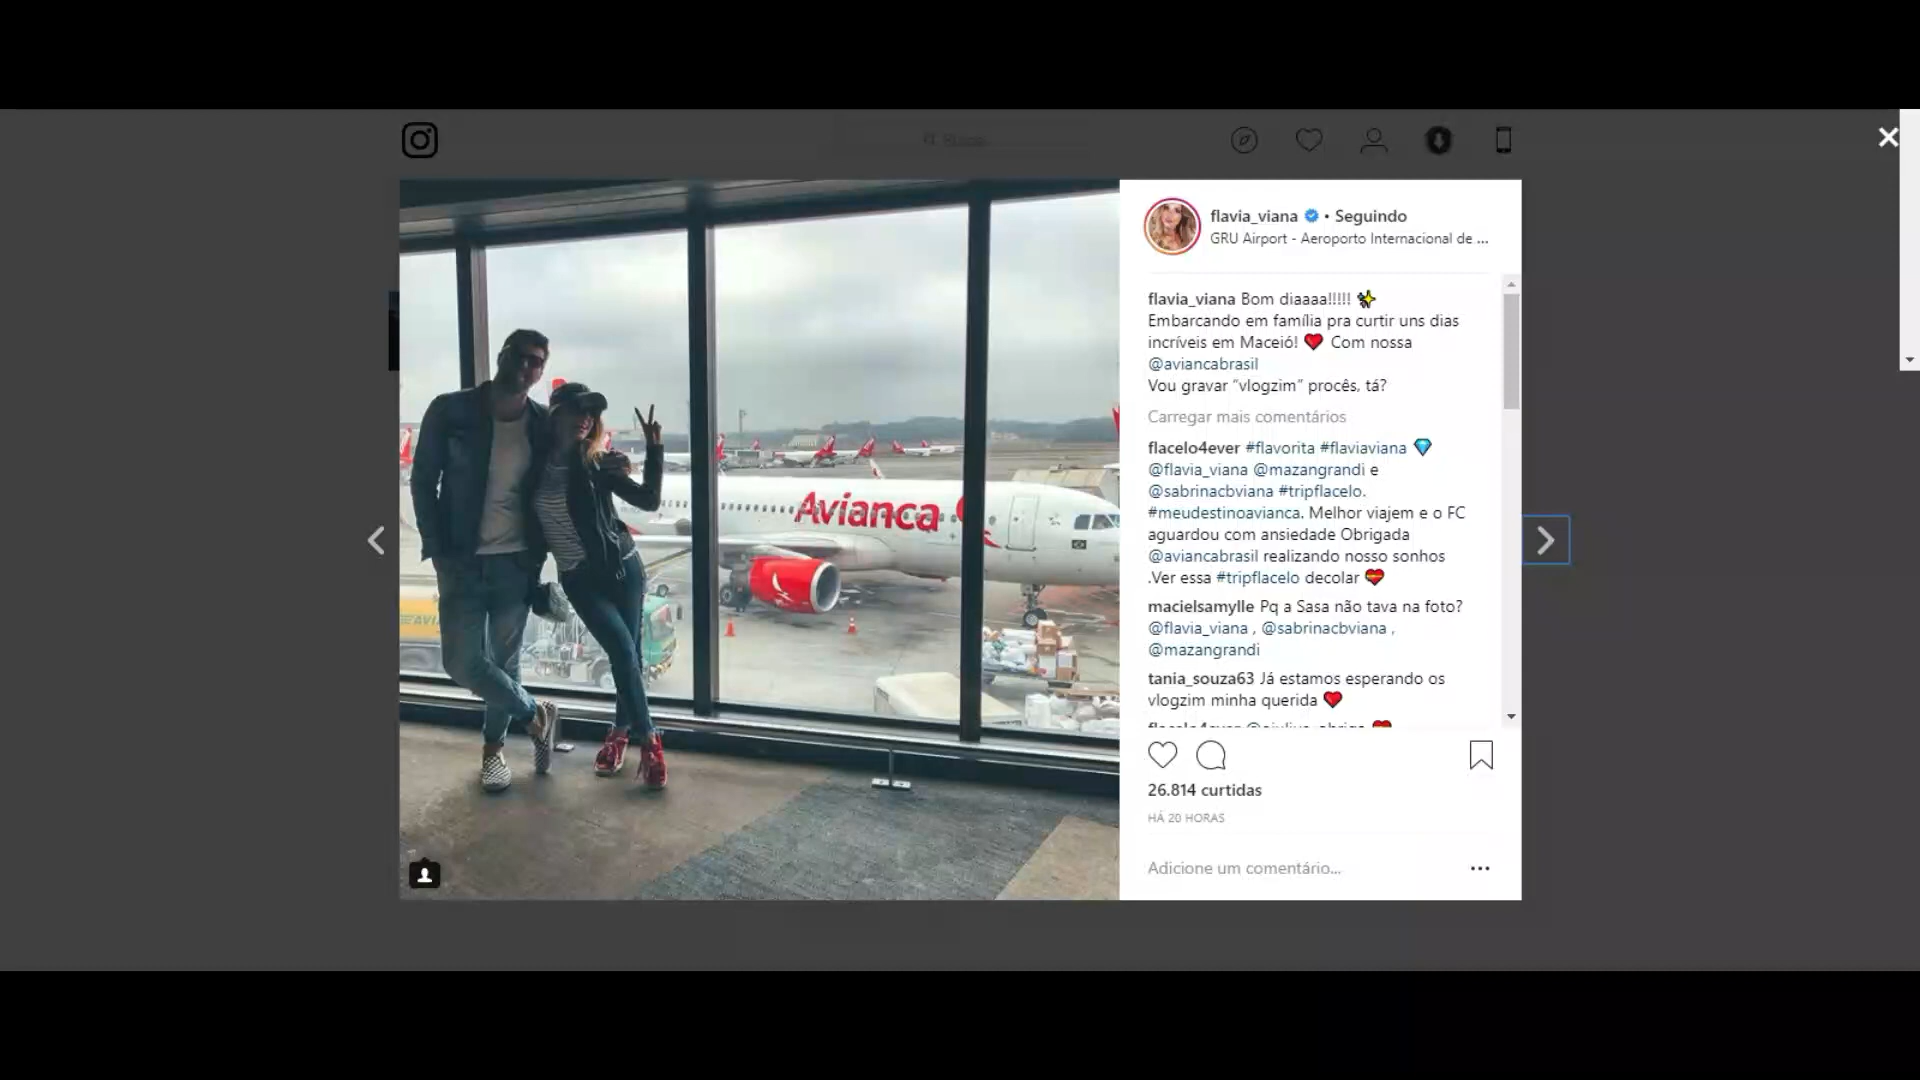 flavia_viana • Seguindo
GRU Airport - Aeroporto Internacional de ...
flavia_viana Bom diaaaa!!!!! ✨
Embarcando em família pra curtir uns dias
incríveis em Maceió! ❤️ Com nossa
@aviancabrasil
Vou gravar “vlogzim” procês, tá?
Carregar mais comentários
flacelo4ever #flavorita #flaviaviana 💎
@flavia_viana @mazangrandi e
@sabrinacbviana #tripflacelo.
#meudestinoavianca. Melhor viajem e o FC
aguardou com ansiedade Obrigada
@aviancabrasil realizando nosso sonhos
.Ver essa #tripflacelo decolar 💝
macielsamylle Pq a Sasa não tava na foto?
@flavia_viana , @sabrinacbviana ,
@mazangrandi
tania_souza63 Já estamos esperando os
vlogzim minha querida ❤️
26.814 curtidas
HÁ 20 HORAS
Adicione um comentário...
Avianca